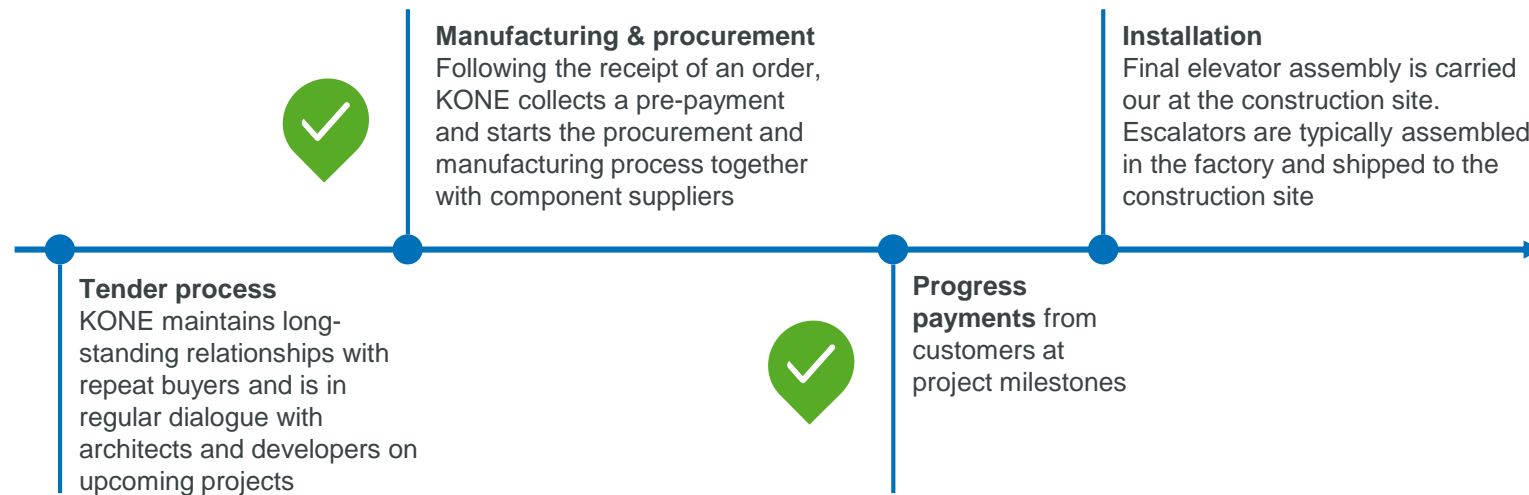 Manufacturing & procurement
Following the receipt of an order,
KONE collects a pre-payment
and starts the procurement and
manufacturing process together
with component suppliers
Installation
Final elevator assembly is carried
our at the construction site.
Escalators are typically assembled
in the factory and shipped to the
construction site
Tender process
KONE maintains long-
standing relationships with
repeat buyers and is in
regular dialogue with
architects and developers on
upcoming projects
Progress
payments from
customers at
project milestones